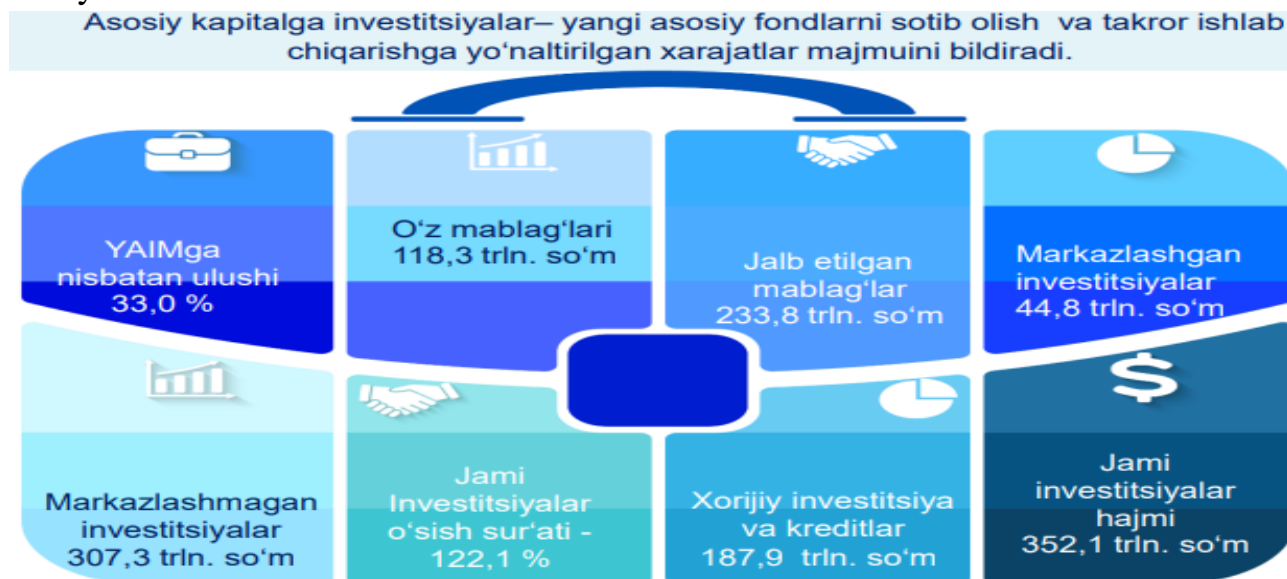 Asosiy kapitalga investitsiyalar– yangi asosiy fondlarni sotib olish va takror ishlab
chiqarishga yo‘naltirilgan xarajatlar majmuini bildiradi.
YAIMga
nisbatan ulushi
33,0 %
O‘z mablag‘lari
118,3 trln. so‘m
Jalb etilgan
mablag‘lar
233,8 trln. so‘m
Markazlashgan
investitsiyalar
44,8 trln. so‘m
Markazlashmagan
investitsiyalar
307,3 trln. so‘m
Jami
Investitsiyalar
o‘sish sur‘ati -
122,1 %
Xorijiy investitsiya
va kreditlar
187,9 trln. so‘m
Jami
investitsiyalar
hajmi
352,1 trln. so‘m